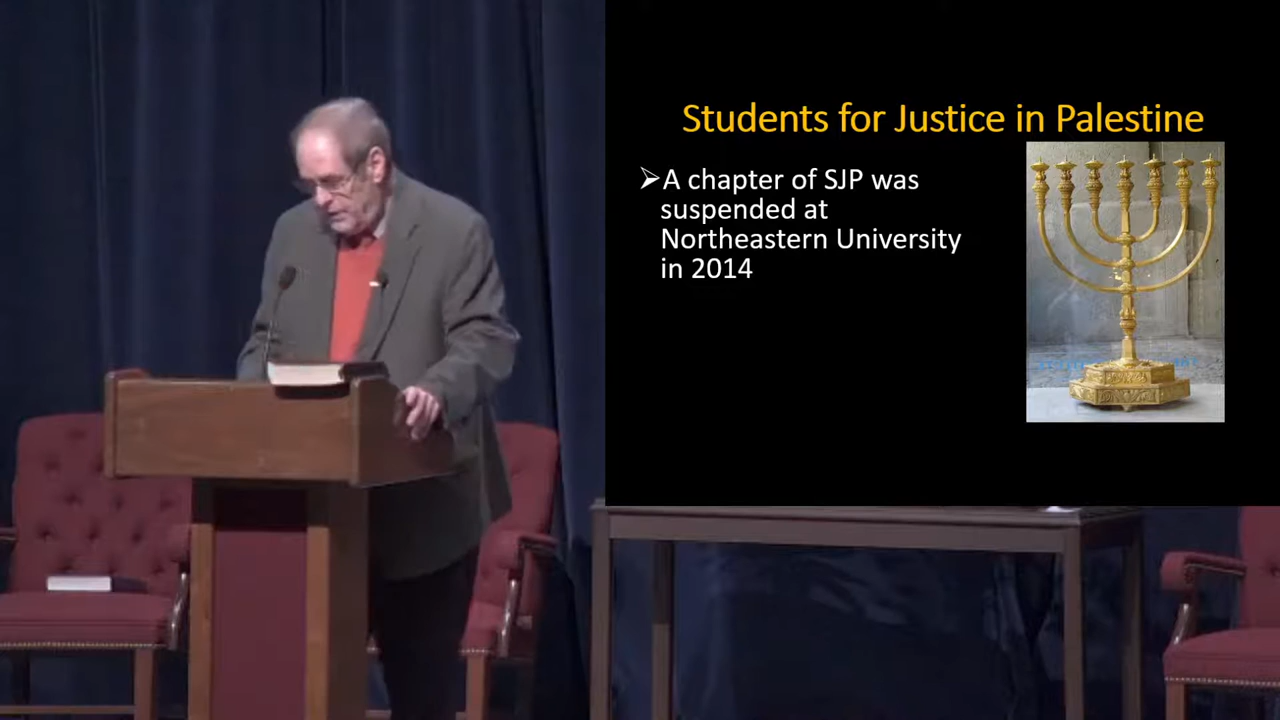 Students for Justice in Palestine
➢A chapter of SJP was
suspended at
Northeastern University
in 2014